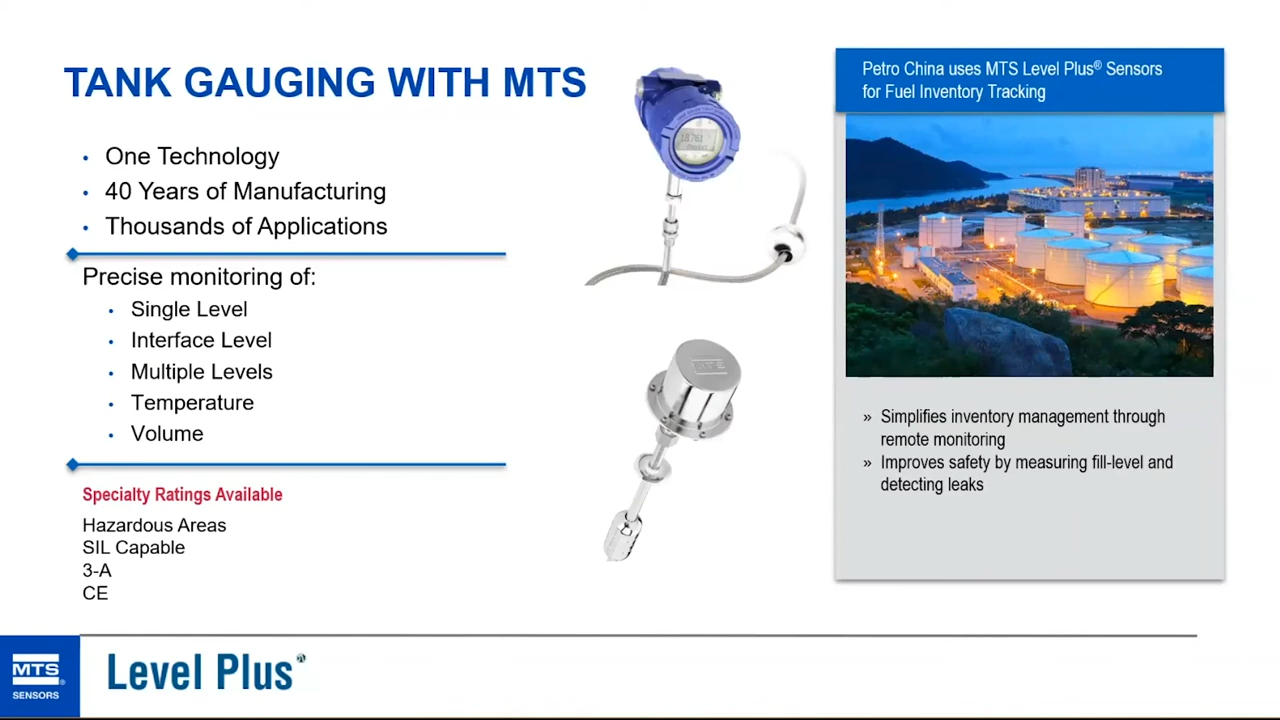 TANK GAUGING WITH MTS
• One Technology
• 40 Years of Manufacturing
• Thousands of Applications
Precise monitoring of:
• Single Level
• Interface Level
• Multiple Levels
• Temperature
• Volume
Specialty Ratings Available
Hazardous Areas
SIL Capable
3-A
CE
Petro China uses MTS Level Plus® Sensors
for Fuel Inventory Tracking
» Simplifies inventory management through
remote monitoring
» Improves safety by measuring fill-level and
detecting leaks
MTS
MTS®
SENSORS
Level Plus®